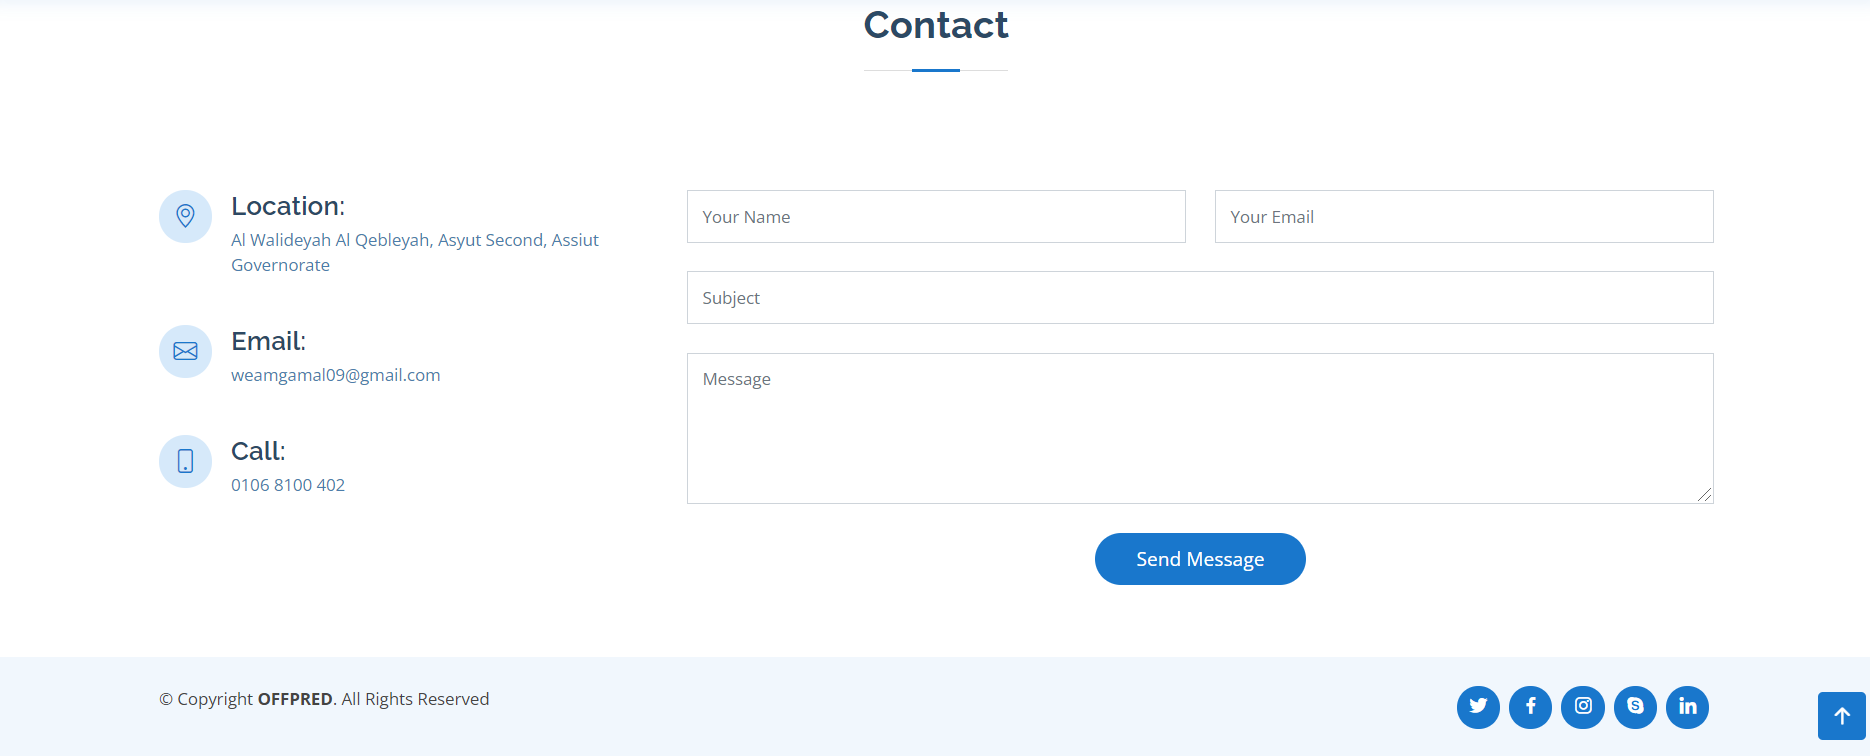 Contact
Location:
Al Walideyah Al Qebleyah, Asyut Second, Assiut
Governorate
Email:
weamgamal09@gmail.com
Call:
0106 8100 402
Your Name
Your Email
Subject
Message
Send Message
© Copyright OFFPRED. All Rights Reserved